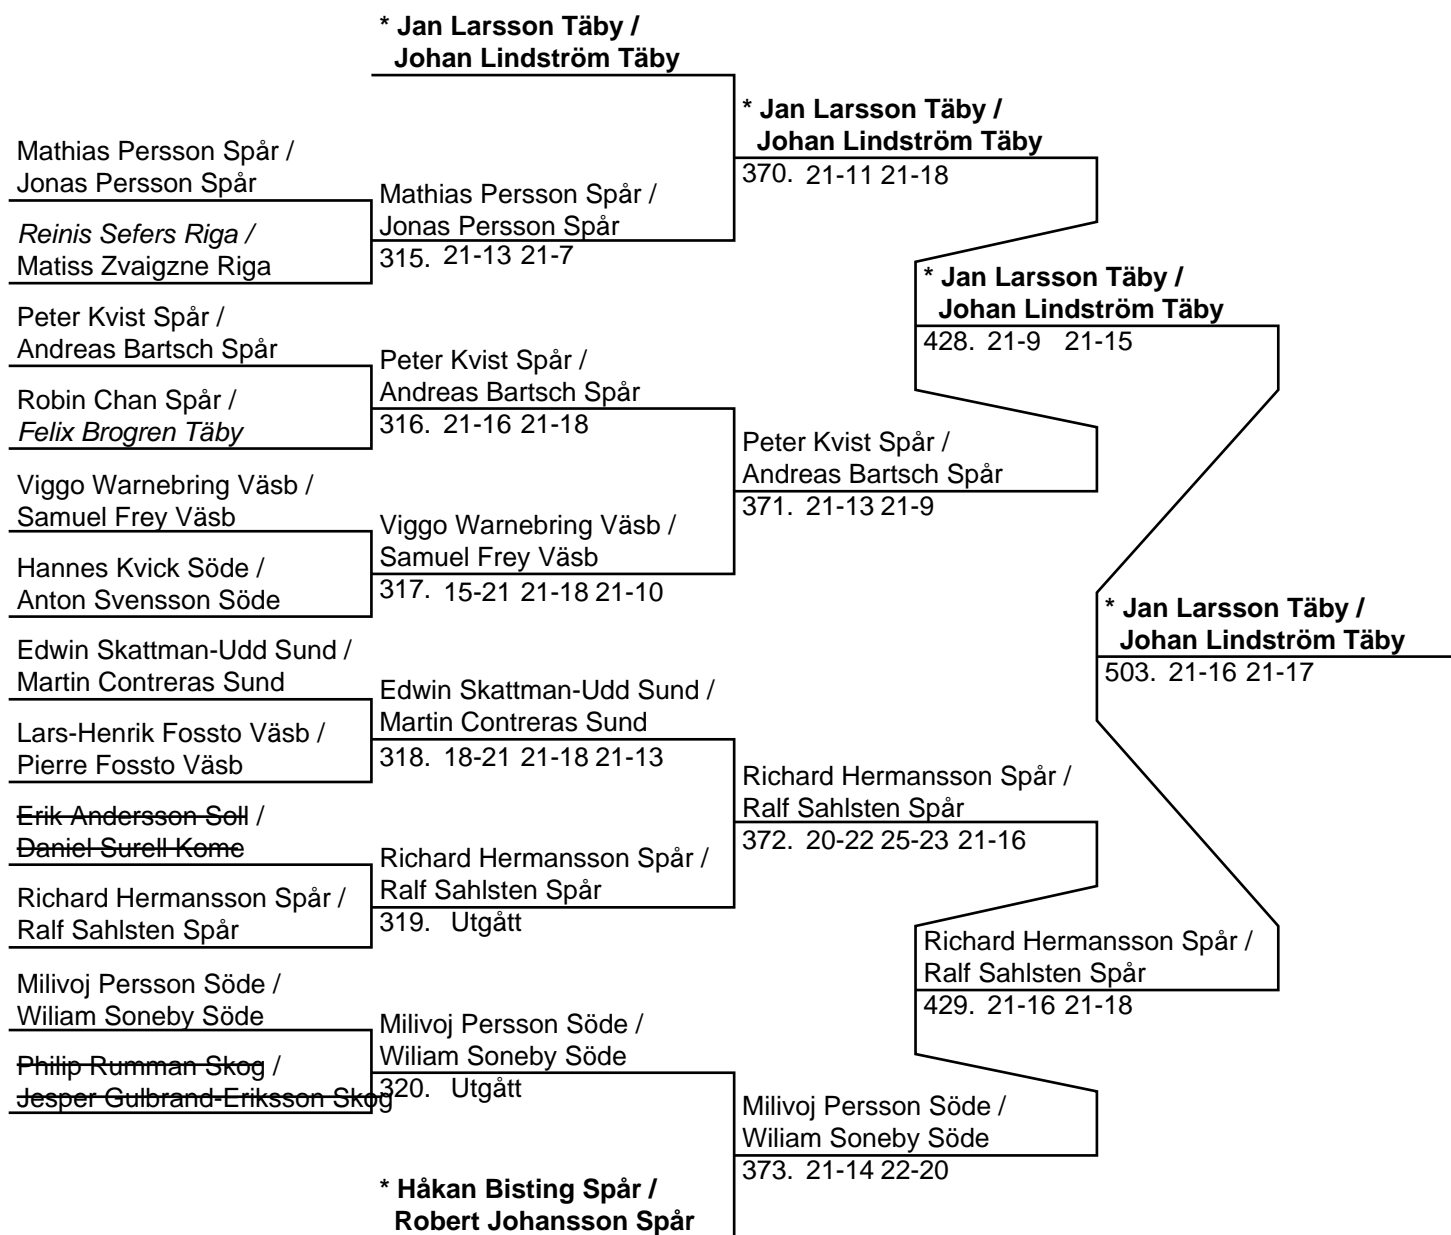 * Jan Larsson Täby /
Johan Lindström Täby
Mathias Persson Spår /
Jonas Persson Spår
Reinis Sefers Riga /
Matiss Zvaigzne Riga
Peter Kvist Spår /
Andreas Bartsch Spår
Robin Chan Spår /
Felix Brogren Täby
Viggo Warnebring Väsb /
Samuel Frey Väsb
Hannes Kvick Söde /
Anton Svensson Söde
Edwin Skattman-Udd Sund /
Martin Contreras Sund
Lars-Henrik Fossto Väsb /
Pierre Fossto Väsb
Erik Andersson Soll /
Daniel Surell Kome
Richard Hermansson Spår /
Ralf Sahlsten Spår
Milivoj Persson Söde /
Wiliam Soneby Söde
Philip Rumman Skog /
Jesper Gulbrand-Eriksson Skog
Mathias Persson Spår /
Jonas Persson Spår
315. 21-13 21-7
Peter Kvist Spår /
Andreas Bartsch Spår
316. 21-16 21-18
Viggo Warnebring Väsb /
Samuel Frey Väsb
317. 15-21 21-18 21-10
Edwin Skattman-Udd Sund /
Martin Contreras Sund
318. 18-21 21-18 21-13
Richard Hermansson Spår /
Ralf Sahlsten Spår
319. Utgått
Milivoj Persson Söde /
Wiliam Soneby Söde
320. Utgått
* Håkan Bisting Spår /
Robert Johansson Spår
* Jan Larsson Täby /
Johan Lindström Täby
370. 21-11 21-18
Peter Kvist Spår /
Andreas Bartsch Spår
371. 21-13 21-9
Richard Hermansson Spår /
Ralf Sahlsten Spår
372. 20-22 25-23 21-16
Milivoj Persson Söde /
Wiliam Soneby Söde
373. 21-14 22-20
* Jan Larsson Täby /
Johan Lindström Täby
428. 21-9 21-15
Richard Hermansson Spår /
Ralf Sahlsten Spår
429. 21-16 21-18
* Jan Larsson Täby /
Johan Lindström Täby
503. 21-16 21-17